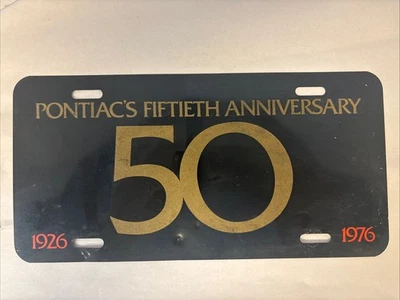 PONTIAC'S FIFTIETH ANNIVERSARY
50
1926 1976